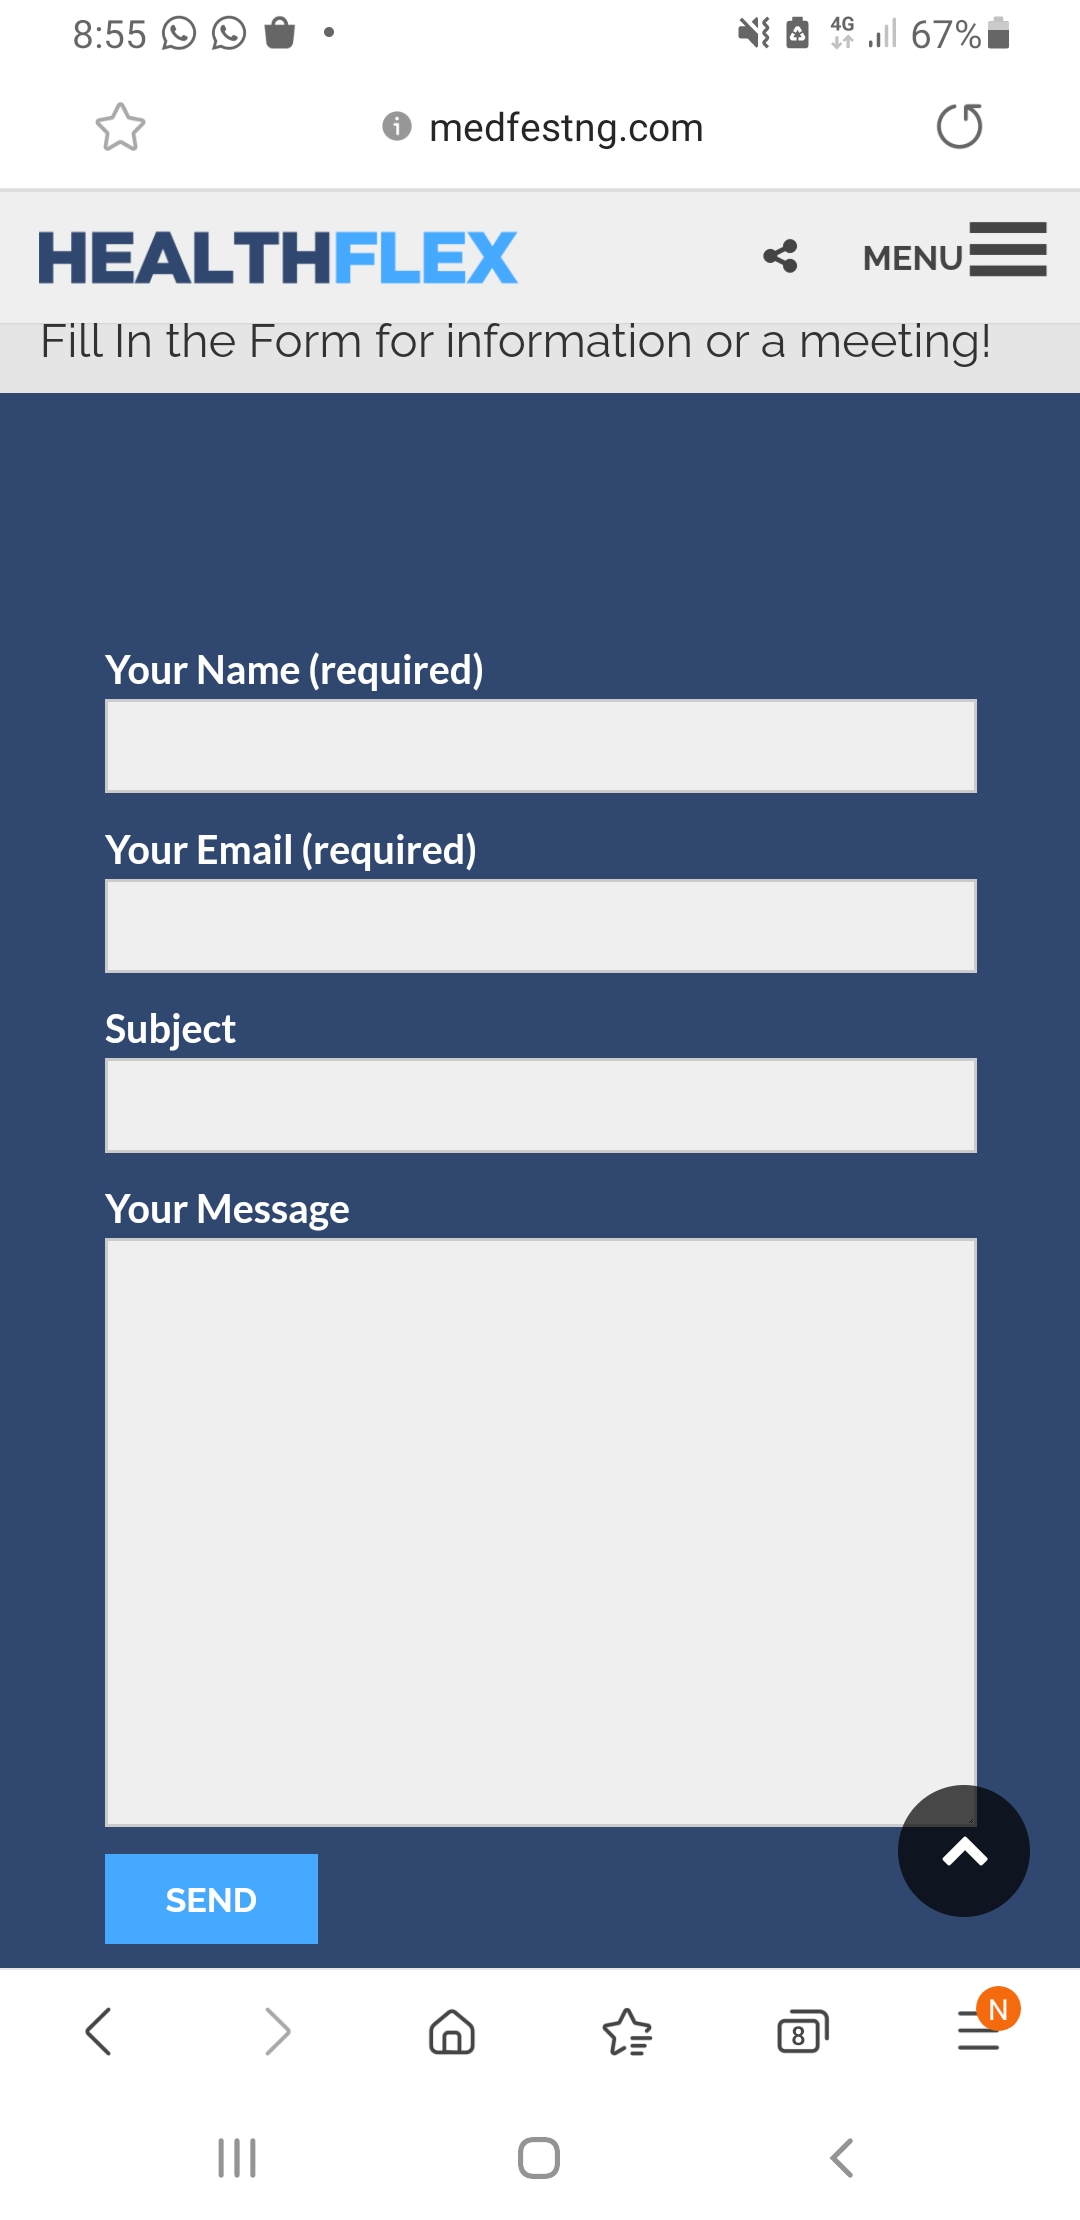 8:55 4G 67%
medfestng.com
HEALTHFLEX MENU
Fill In the Form for information or a meeting!
Your Name (required)
Your Email (required)
Subject
Your Message
SEND
8 N